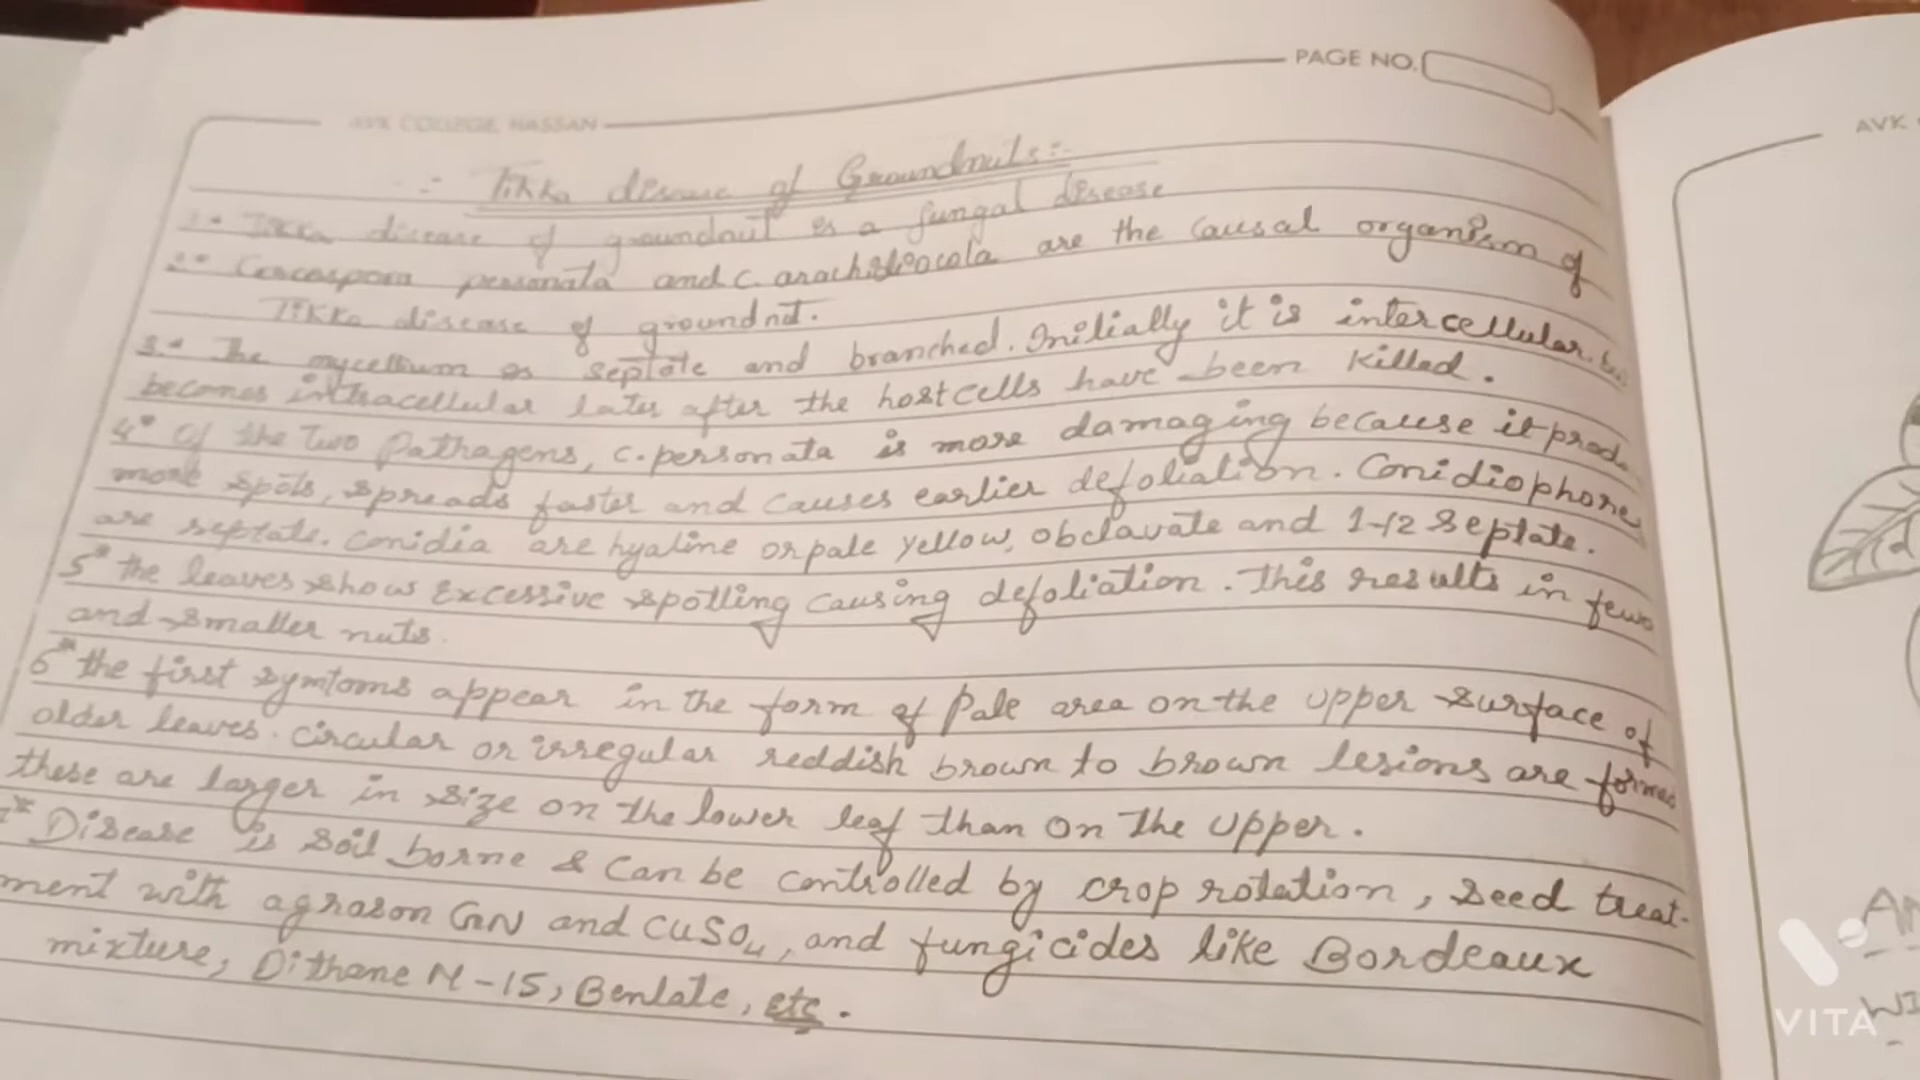 PAGE NO.
AVK COLLEGE, HASSAN
:- Tikka disease of Groundnuts:-
1.* Tikka disease of groundnut is a fungal disease
2.* Cercospora personata and C. arachidiocola are the causal organism of
Tikka disease of groundnut.
3.* The mycellium is septate and branched. Initially it is intercellular. but
becomes intracellular later after the host cells have been killed.
4.* Of the Two Pathagens, C. personata is more damaging because it prod
more spots, spreads faster and causes earlier defoliation. Conidiophores
are septate. Conidia are hyaline or pale yellow, obclavate and 1-12 septate.
5* the leaves show Excessive spotting causing defoliation. This results in fewer
and smaller nuts.
6* the first symtoms appear in the form of pale area on the upper surface of
older leaves. circular or irregular reddish brown to brown lesions are formed
these are larger in size on the lower leaf than on the upper.
7* Disease is soil borne & can be controlled by crop rotation, seed treat-
ment with agrason GN and CuSO4, and fungicides like Bordeaux
mixture, Dithane M-15, Benlate, etc.
AVK
VITA